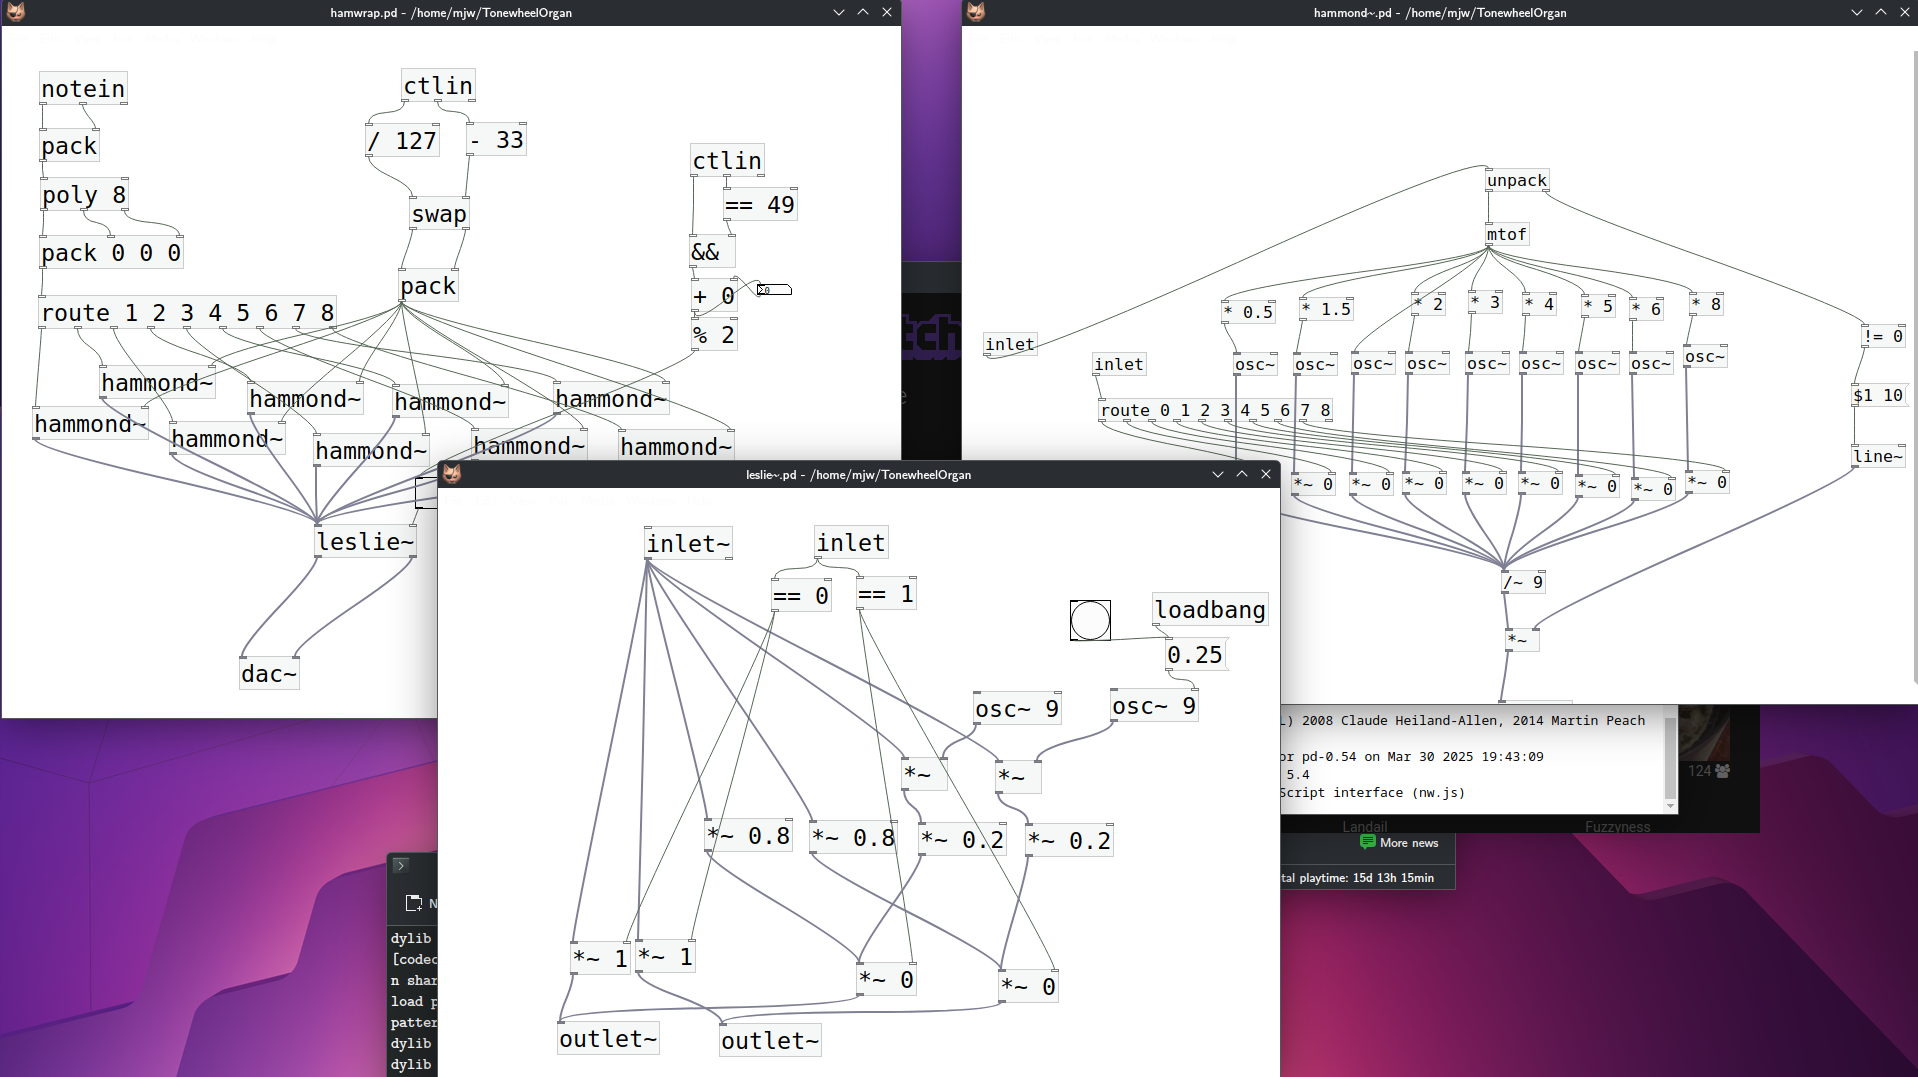 hamwrap.pd - /home/mjw/TonewheelOrgan
notein
pack
poly 8
pack 0 0 0
route 1 2 3 4 5 6 7 8
ctlin
/ 127
- 33
swap
pack
ctlin
== 49
&&
+ 0
0
% 2
hammond~
hammond~
hammond~
hammond~
hammond~
hammond~
hammond~
hammond~
leslie~
dac~
hammond~.pd - /home/mjw/TonewheelOrgan
unpack
mtof
* 0.5
* 1.5
* 2
* 3
* 4
* 5
* 6
* 8
inlet
inlet
osc~
osc~
osc~
osc~
osc~
osc~
osc~
osc~
osc~
!= 0
$1 10
line~
route 0 1 2 3 4 5 6 7 8
*~ 0
*~ 0
*~ 0
*~ 0
*~ 0
*~ 0
*~ 0
*~ 0
/~ 9
*~
leslie~.pd - /home/mjw/TonewheelOrgan
inlet~
inlet
== 0
== 1
loadbang
0.25
osc~ 9
osc~ 9
*~
*~
*~ 0.8
*~ 0.8
*~ 0.2
*~ 0.2
*~ 1
*~ 1
*~ 0
*~ 0
outlet~
outlet~
) 2008 Claude Heiland-Allen, 2014 Martin Peach
or pd-0.54 on Mar 30 2025 19:43:09
5.4
Script interface (nw.js)
124
Landail
Fuzzyness
More news
tal playtime: 15d 13h 15min
N
dylib
[codec
n shar
load p
patter
dylib
dylib